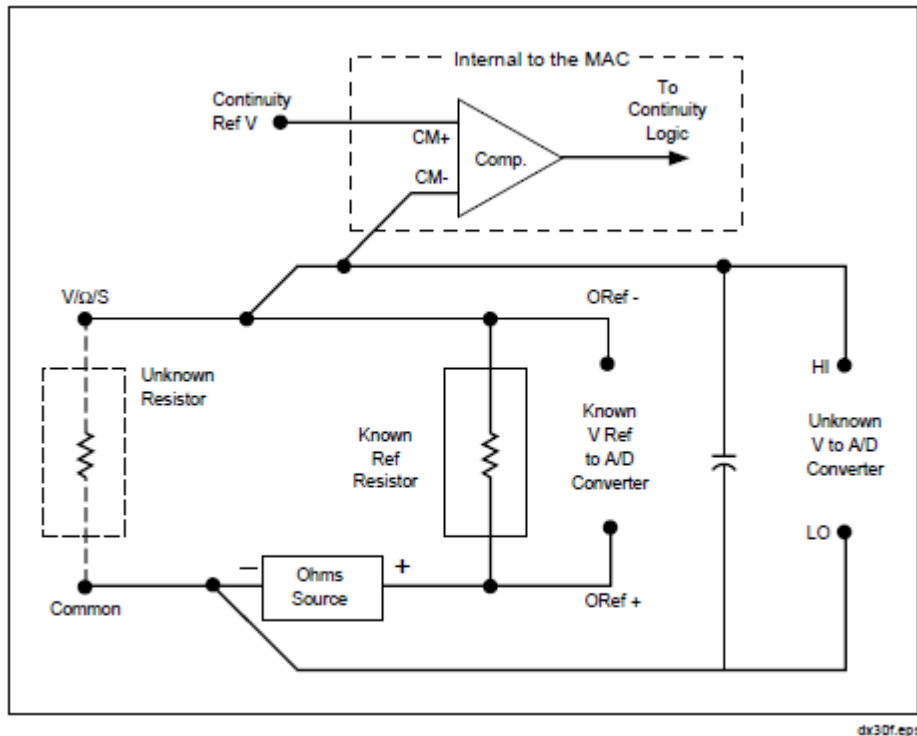 Internal to the MAC
Continuity
Ref V
To
Continuity
Logic
CM+
Comp.
CM-
V/Ω/S
ORef -
Unknown
Resistor
Known
Ref
Resistor
Known
V Ref
to A/D
Converter
HI
Unknown
V to A/D
Converter
LO
–
Ohms
Source
+
Common
ORef +
dx30f.eps